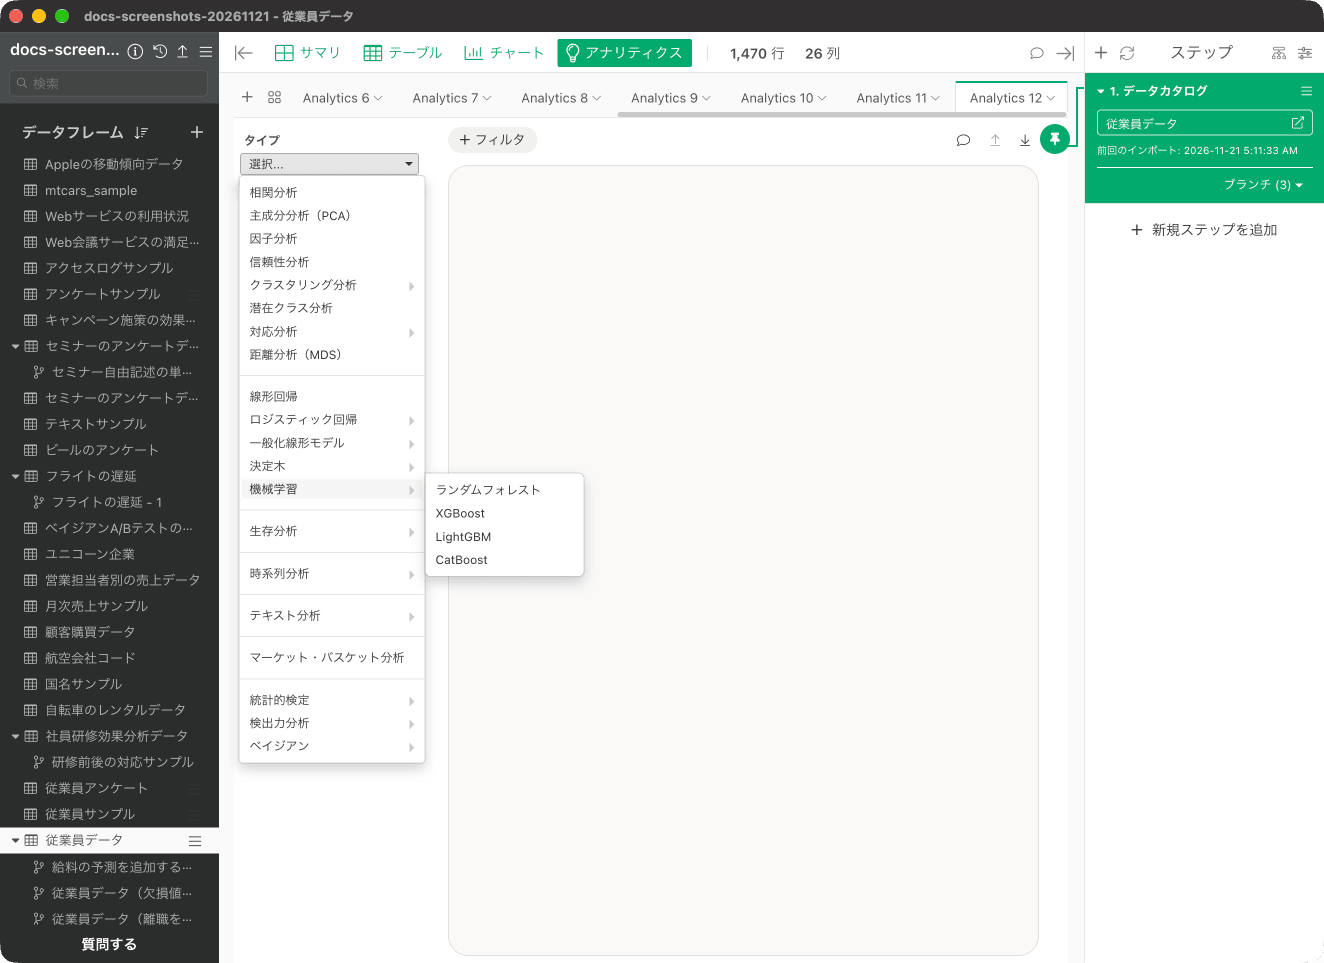 docs-screenshots-20261121 - 従業員データ
docs-screen...
検索
データフレーム
Appleの移動傾向データ
mtcars_sample
Webサービスの利用状況
Web会議サービスの満足...
アクセスログサンプル
アンケートサンプル
キャンペーン施策の効果...
セミナーのアンケートデ...
セミナー自由記述の単...
セミナーのアンケートデ...
テキストサンプル
ビールのアンケート
フライトの遅延
フライトの遅延 - 1
ベイジアンA/Bテストの...
ユニコーン企業
営業担当者別の売上データ
月次売上サンプル
顧客購買データ
航空会社コード
国名サンプル
自転車のレンタルデータ
社員研修効果分析データ
研修前後の対応サンプル
従業員アンケート
従業員サンプル
従業員データ
給料の予測を追加する...
従業員データ（欠損値...
従業員データ（離職を...
質問する
サマリ
テーブル
チャート
アナリティクス
1,470 行
26 列
Analytics 6
Analytics 7
Analytics 8
Analytics 9
Analytics 10
Analytics 11
Analytics 12
タイプ
選択...
+ フィルタ
相関分析
主成分分析（PCA）
因子分析
信頼性分析
クラスタリング分析
潜在クラス分析
対応分析
距離分析（MDS）
線形回帰
ロジスティック回帰
一般化線形モデル
決定木
機械学習
生存分析
時系列分析
テキスト分析
マーケット・バスケット分析
統計的検定
検出力分析
ベイジアン
ランダムフォレスト
XGBoost
LightGBM
CatBoost
ステップ
1. データカタログ
従業員データ
前回のインポート: 2026-11-21 5:11:33 AM
ブランチ (3)
+ 新規ステップを追加